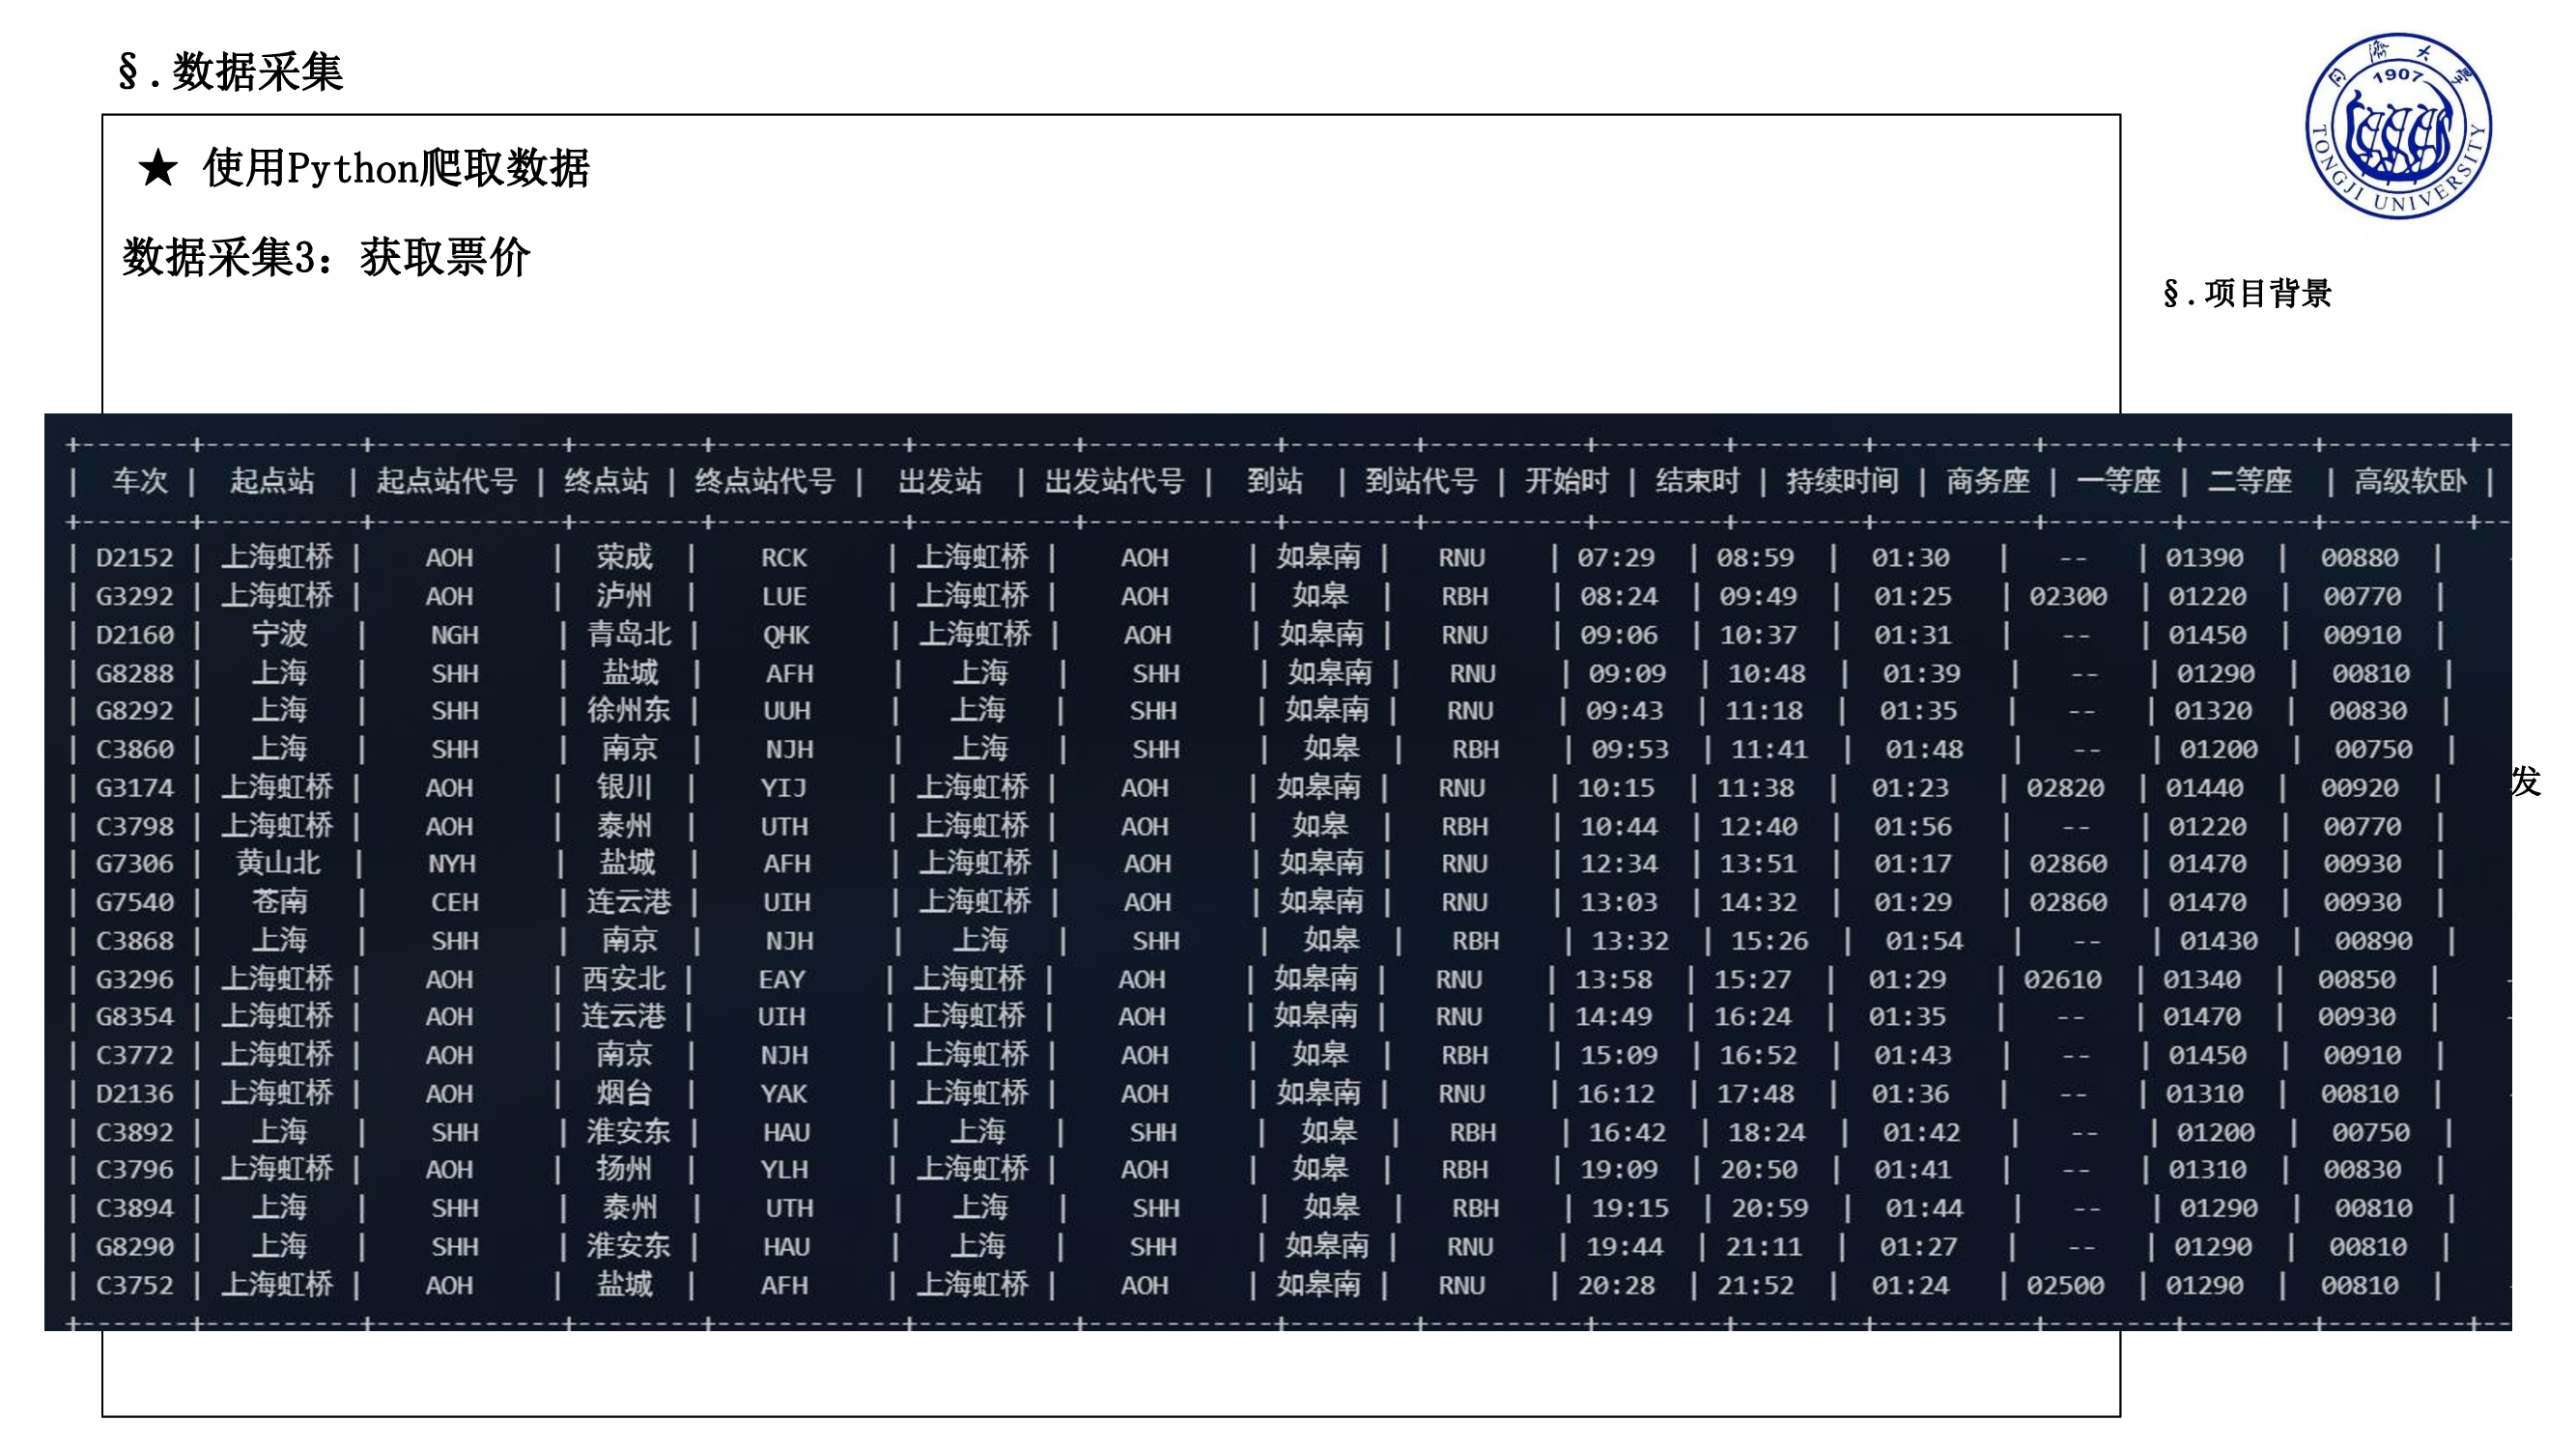 §.数据采集
同濟大學
1907
TONGJI UNIVERSITY
★ 使用Python爬取数据
数据采集3：获取票价
§.项目背景
| 车次 | 起点站 | 起点站代号 | 终点站 | 终点站代号 | 出发站 | 出发站代号 | 到站 | 到站代号 | 开始时 | 结束时 | 持续时间 | 商务座 | 一等座 | 二等座 | 高级软卧 |
| D2152 | 上海虹桥 | AOH | 荣成 | RCK | 上海虹桥 | AOH | 如皋南 | RNU | 07:29 | 08:59 | 01:30 | -- | 01390 | 00880 |
| G3292 | 上海虹桥 | AOH | 泸州 | LUE | 上海虹桥 | AOH | 如皋 | RBH | 08:24 | 09:49 | 01:25 | 02300 | 01220 | 00770 |
| D2160 | 宁波 | NGH | 青岛北 | QHK | 上海虹桥 | AOH | 如皋南 | RNU | 09:06 | 10:37 | 01:31 | -- | 01450 | 00910 |
| G8288 | 上海 | SHH | 盐城 | AFH | 上海 | SHH | 如皋南 | RNU | 09:09 | 10:48 | 01:39 | -- | 01290 | 00810 |
| G8292 | 上海 | SHH | 徐州东 | UUH | 上海 | SHH | 如皋南 | RNU | 09:43 | 11:18 | 01:35 | -- | 01320 | 00830 |
| C3860 | 上海 | SHH | 南京 | NJH | 上海 | SHH | 如皋 | RBH | 09:53 | 11:41 | 01:48 | -- | 01200 | 00750 |
| G3174 | 上海虹桥 | AOH | 银川 | YIJ | 上海虹桥 | AOH | 如皋南 | RNU | 10:15 | 11:38 | 01:23 | 02820 | 01440 | 00920 |
发
| C3798 | 上海虹桥 | AOH | 泰州 | UTH | 上海虹桥 | AOH | 如皋 | RBH | 10:44 | 12:40 | 01:56 | -- | 01220 | 00770 |
| G7306 | 黄山北 | NYH | 盐城 | AFH | 上海虹桥 | AOH | 如皋南 | RNU | 12:34 | 13:51 | 01:17 | 02860 | 01470 | 00930 |
| G7540 | 苍南 | CEH | 连云港 | UIH | 上海虹桥 | AOH | 如皋南 | RNU | 13:03 | 14:32 | 01:29 | 02860 | 01470 | 00930 |
| C3868 | 上海 | SHH | 南京 | NJH | 上海 | SHH | 如皋 | RBH | 13:32 | 15:26 | 01:54 | -- | 01430 | 00890 |
| G3296 | 上海虹桥 | AOH | 西安北 | EAY | 上海虹桥 | AOH | 如皋南 | RNU | 13:58 | 15:27 | 01:29 | 02610 | 01340 | 00850 |
| G8354 | 上海虹桥 | AOH | 连云港 | UIH | 上海虹桥 | AOH | 如皋南 | RNU | 14:49 | 16:24 | 01:35 | -- | 01470 | 00930 |
| C3772 | 上海虹桥 | AOH | 南京 | NJH | 上海虹桥 | AOH | 如皋 | RBH | 15:09 | 16:52 | 01:43 | -- | 01450 | 00910 |
| D2136 | 上海虹桥 | AOH | 烟台 | YAK | 上海虹桥 | AOH | 如皋南 | RNU | 16:12 | 17:48 | 01:36 | -- | 01310 | 00810 |
| C3892 | 上海 | SHH | 淮安东 | HAU | 上海 | SHH | 如皋 | RBH | 16:42 | 18:24 | 01:42 | -- | 01200 | 00750 |
| C3796 | 上海虹桥 | AOH | 扬州 | YLH | 上海虹桥 | AOH | 如皋 | RBH | 19:09 | 20:50 | 01:41 | -- | 01310 | 00830 |
| C3894 | 上海 | SHH | 泰州 | UTH | 上海 | SHH | 如皋 | RBH | 19:15 | 20:59 | 01:44 | -- | 01290 | 00810 |
| G8290 | 上海 | SHH | 淮安东 | HAU | 上海 | SHH | 如皋南 | RNU | 19:44 | 21:11 | 01:27 | -- | 01290 | 00810 |
| C3752 | 上海虹桥 | AOH | 盐城 | AFH | 上海虹桥 | AOH | 如皋南 | RNU | 20:28 | 21:52 | 01:24 | 02500 | 01290 | 00810 |